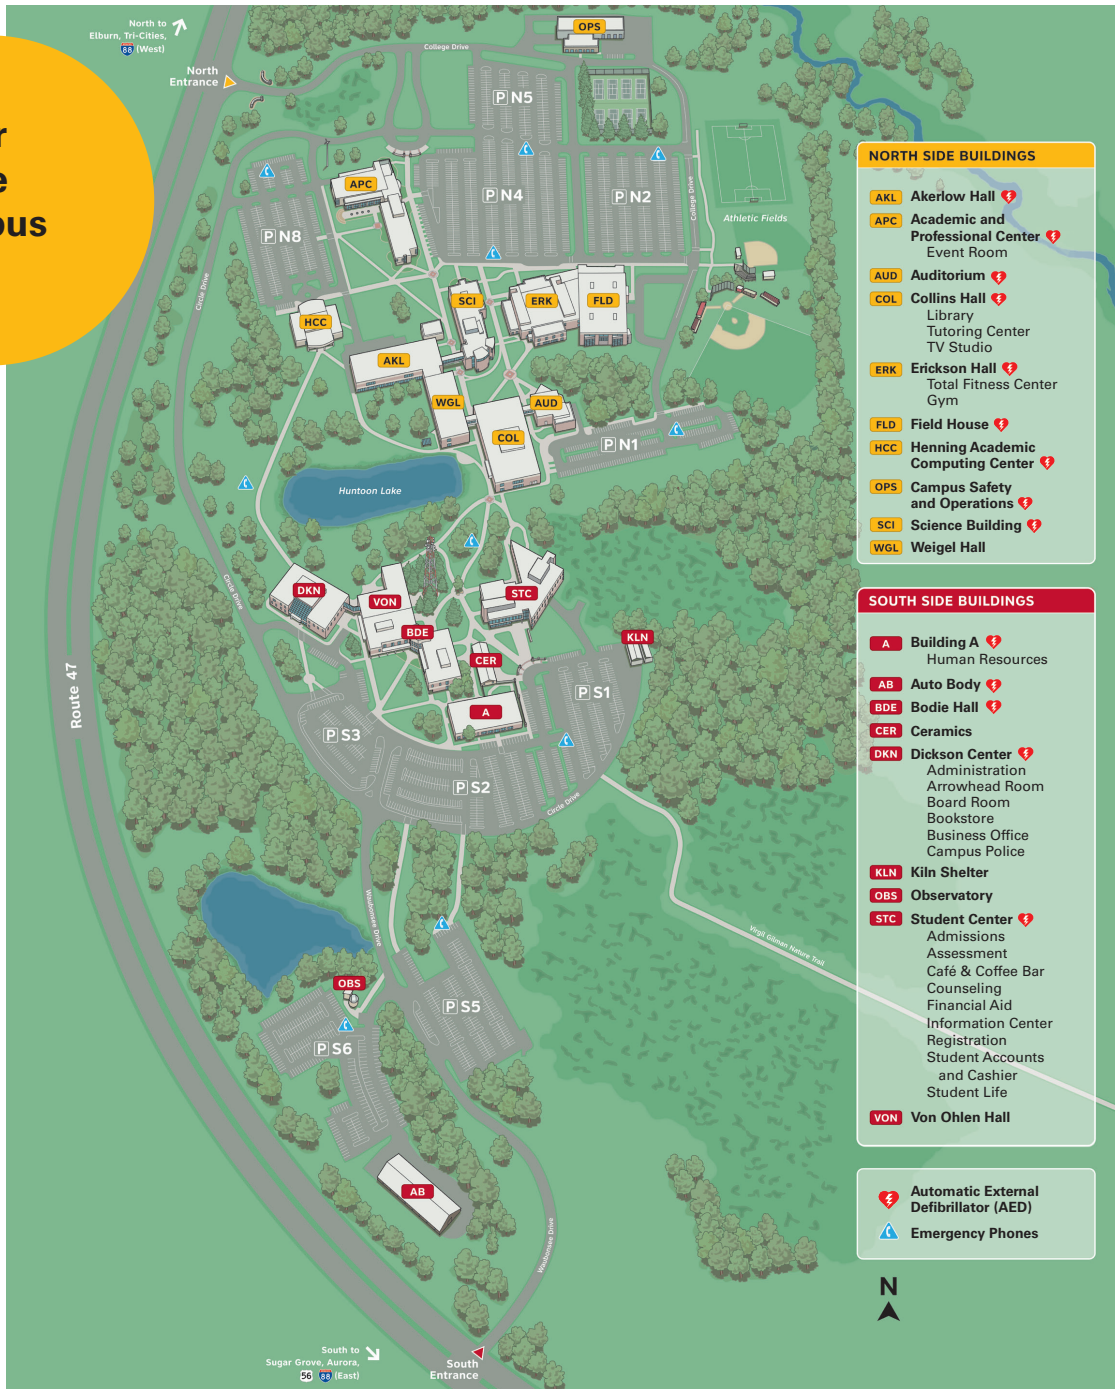 North to
Elburn, Tri-Cities,
88 (West)
North
Entrance
r
e
ous
College Drive
OPS
P N5
P N4
P N2
P N8
APC
College Drive
Athletic Fields
Circle Drive
HCC
SCI
ERK
FLD
AKL
WGL
AUD
COL
P N1
Huntoon Lake
Circle Drive
DKN
VON
BDE
STC
KLN
CER
A
P S1
P S3
P S2
Circle Drive
Route 47
Waubonsee Drive
Virgil Gilman Nature Trail
OBS
P S5
P S6
AB
Waubonsee Drive
South to
Sugar Grove, Aurora,
56 88 (East)
South
Entrance
NORTH SIDE BUILDINGS
AKL Akerlow Hall
APC Academic and
Professional Center
Event Room
AUD Auditorium
COL Collins Hall
Library
Tutoring Center
TV Studio
ERK Erickson Hall
Total Fitness Center
Gym
FLD Field House
HCC Henning Academic
Computing Center
OPS Campus Safety
and Operations
SCI Science Building
WGL Weigel Hall
SOUTH SIDE BUILDINGS
A Building A
Human Resources
AB Auto Body
BDE Bodie Hall
CER Ceramics
DKN Dickson Center
Administration
Arrowhead Room
Board Room
Bookstore
Business Office
Campus Police
KLN Kiln Shelter
OBS Observatory
STC Student Center
Admissions
Assessment
Café & Coffee Bar
Counseling
Financial Aid
Information Center
Registration
Student Accounts
and Cashier
Student Life
VON Von Ohlen Hall
Automatic External
Defibrillator (AED)
Emergency Phones
N